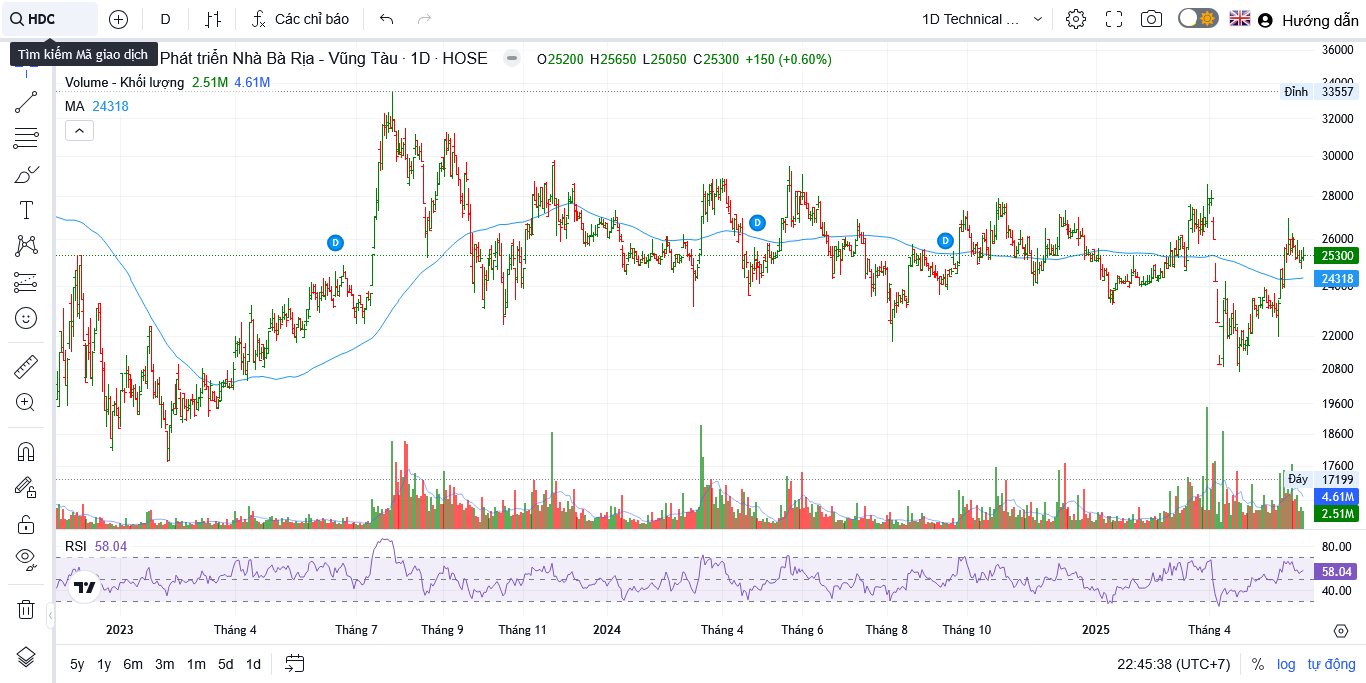 HDC
D
Các chỉ báo
1D Technical ...
Hướng dẫn
Tìm kiếm Mã giao dịch
Phát triển Nhà Bà Rịa - Vũng Tàu · 1D · HOSE
O25200 H25650 L25050 C25300 +150 (+0.60%)
Volume - Khối lượng 2.51M 4.61M
MA 24318
36000
34000
Đỉnh 33557
32000
30000
28000
26000
25300
24318
24000
22000
20800
19600
18600
17600
Đáy 17199
4.61M
2.51M
D
D
D
RSI 58.04
80.00
58.04
40.00
2023 Tháng 4 Tháng 7 Tháng 9 Tháng 11 2024 Tháng 4 Tháng 6 Tháng 8 Tháng 10 2025 Tháng 4
5y 1y 6m 3m 1m 5d 1d
22:45:38 (UTC+7) % log tự động